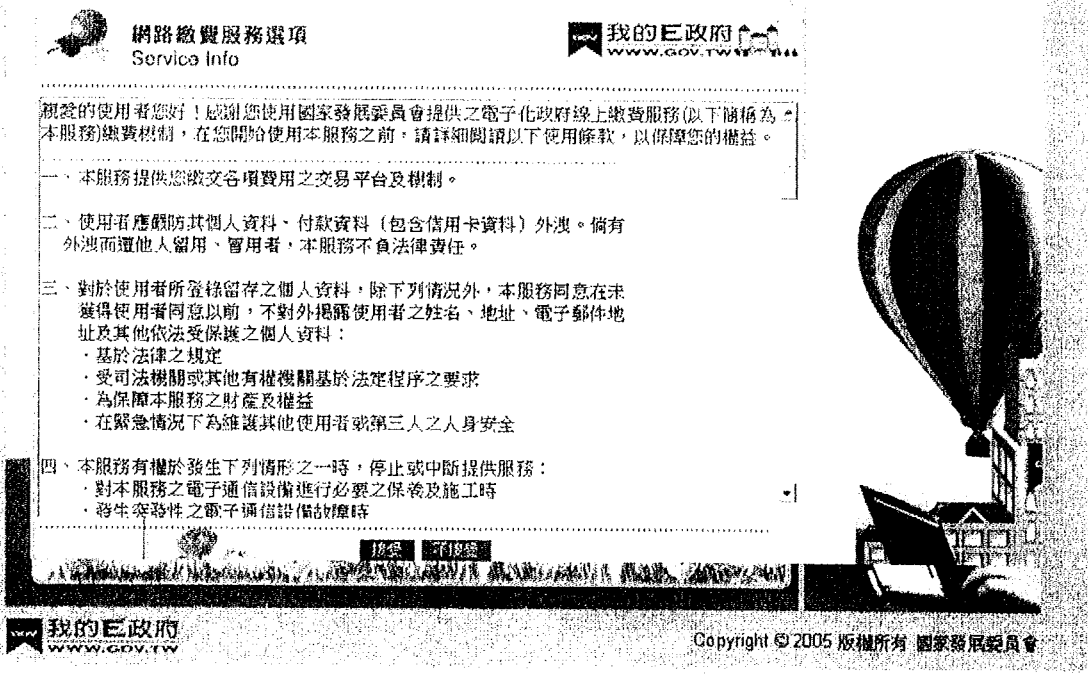 網路繳費服務選項
Service Info
我的E政府
WWW.GOV.TW
親愛的使用者您好！感謝您使用國家發展委員會提供之電子化政府線上繳費服務(以下簡稱為
本服務)繳費機制，在您開始使用本服務之前，請詳細閱讀以下使用條款，以保障您的權益。
一、本服務提供您繳交各項費用之交易平台及機制。
二、使用者應嚴防其個人資料、付款資料（包含信用卡資料）外洩。倘有
外洩而遭他人留用、冒用者，本服務不負法律責任。
三、對於使用者所登錄留存之個人資料，除下列情況外，本服務同意在未
獲得使用者同意以前，不對外揭露使用者之姓名、地址、電子郵件地
址及其他依法受保護之個人資料：
．基於法律之規定
．受司法機關或其他有權機關基於法定程序之要求
．為保障本服務之財產及權益
．在緊急情況下為維護其他使用者或第三人之人身安全
四、本服務有權於發生下列情形之一時，停止或中斷提供服務：
．對本服務之電子通信設備進行必要之保養及施工時
．發生突發性之電子通信設備故障時
接受 不接受
我的E政府
WWW.GOV.TW
Copyright © 2005 版權所有 國家發展委員會